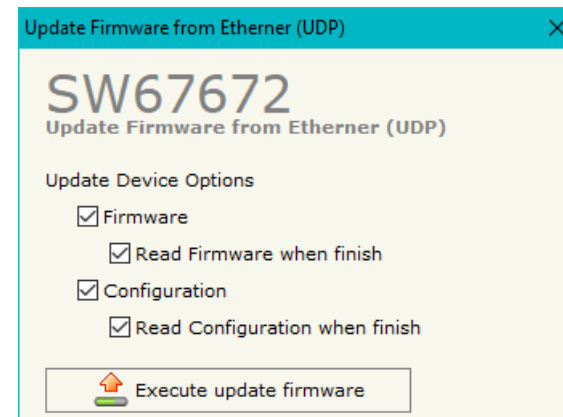 Update Firmware from Etherner (UDP)
SW67672
Update Firmware from Etherner (UDP)
Update Device Options
Firmware
Read Firmware when finish
Configuration
Read Configuration when finish
Execute update firmware